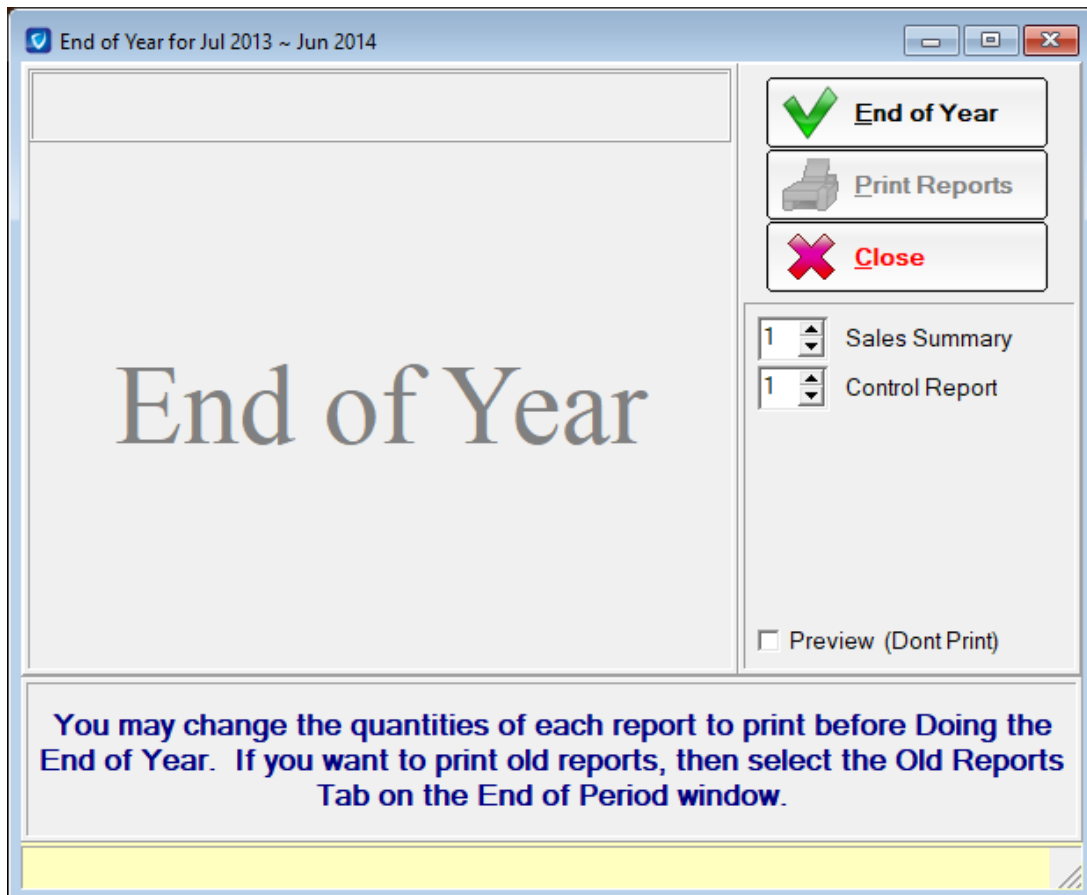 End of Year for Jul 2013 ~ Jun 2014
End of Year
Print Reports
Close
1 Sales Summary
1 Control Report
End of Year
Preview (Dont Print)
You may change the quantities of each report to print before Doing the
End of Year.  If you want to print old reports, then select the Old Reports
Tab on the End of Period window.